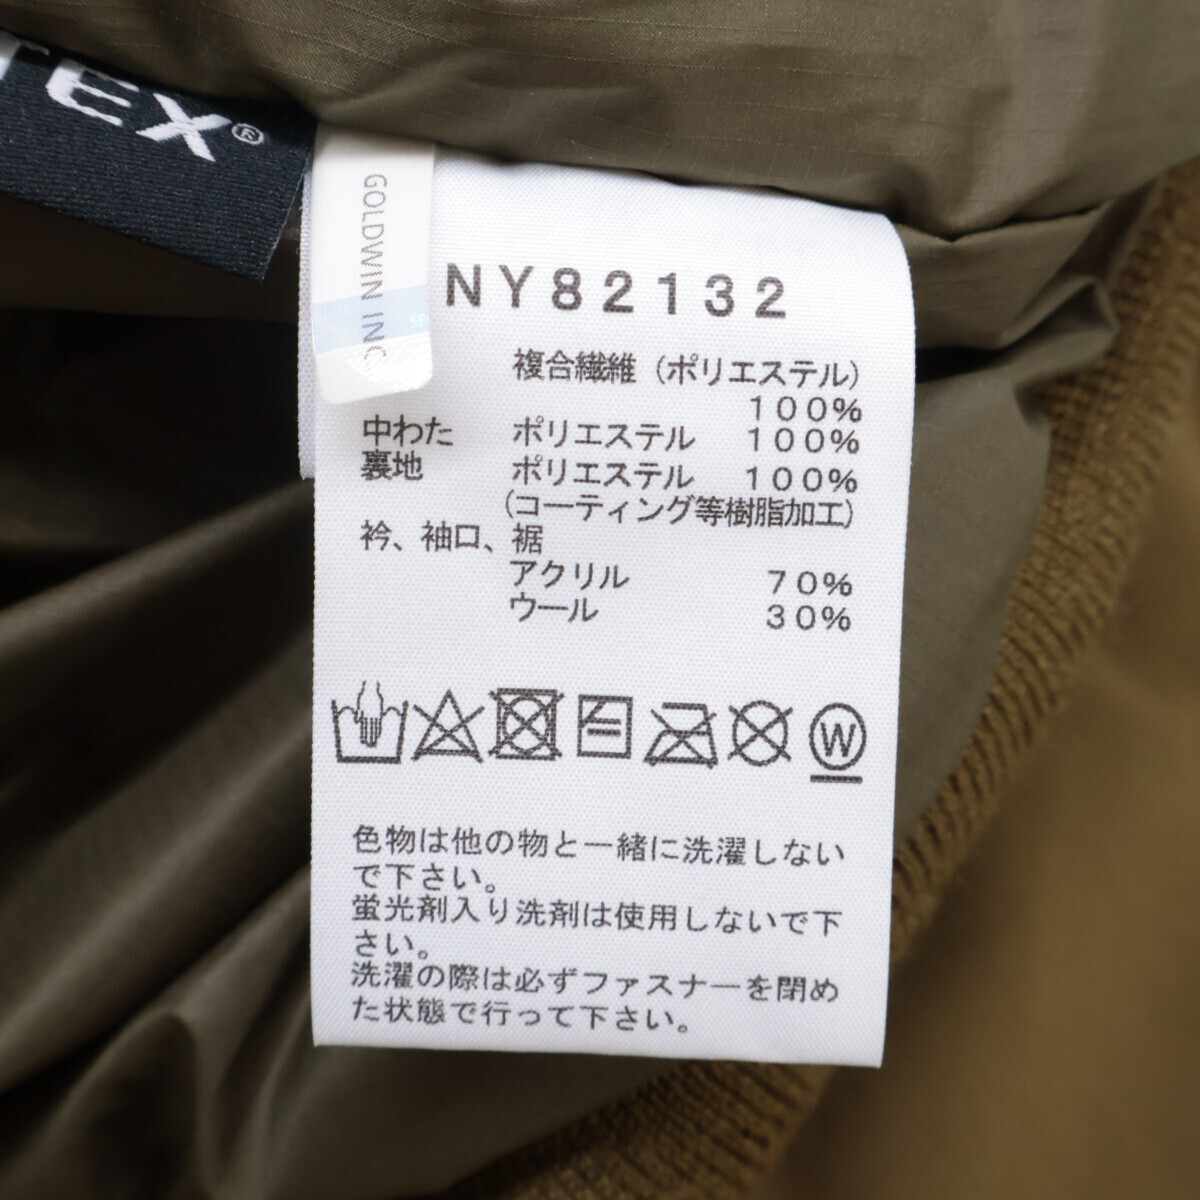 TEX®
GOLDWIN INC
NY82132
複合繊維(ポリエステル)
100%
中わた ポリエステル 100%
裏地 ポリエステル 100%
(コーティング等樹脂加工)
衿、袖口、裾
アクリル 70%
ウール 30%
W
色物は他の物と一緒に洗濯しない
で下さい。
蛍光剤入り洗剤は使用しないで下
さい。
洗濯の際は必ずファスナーを閉め
た状態で行って下さい。